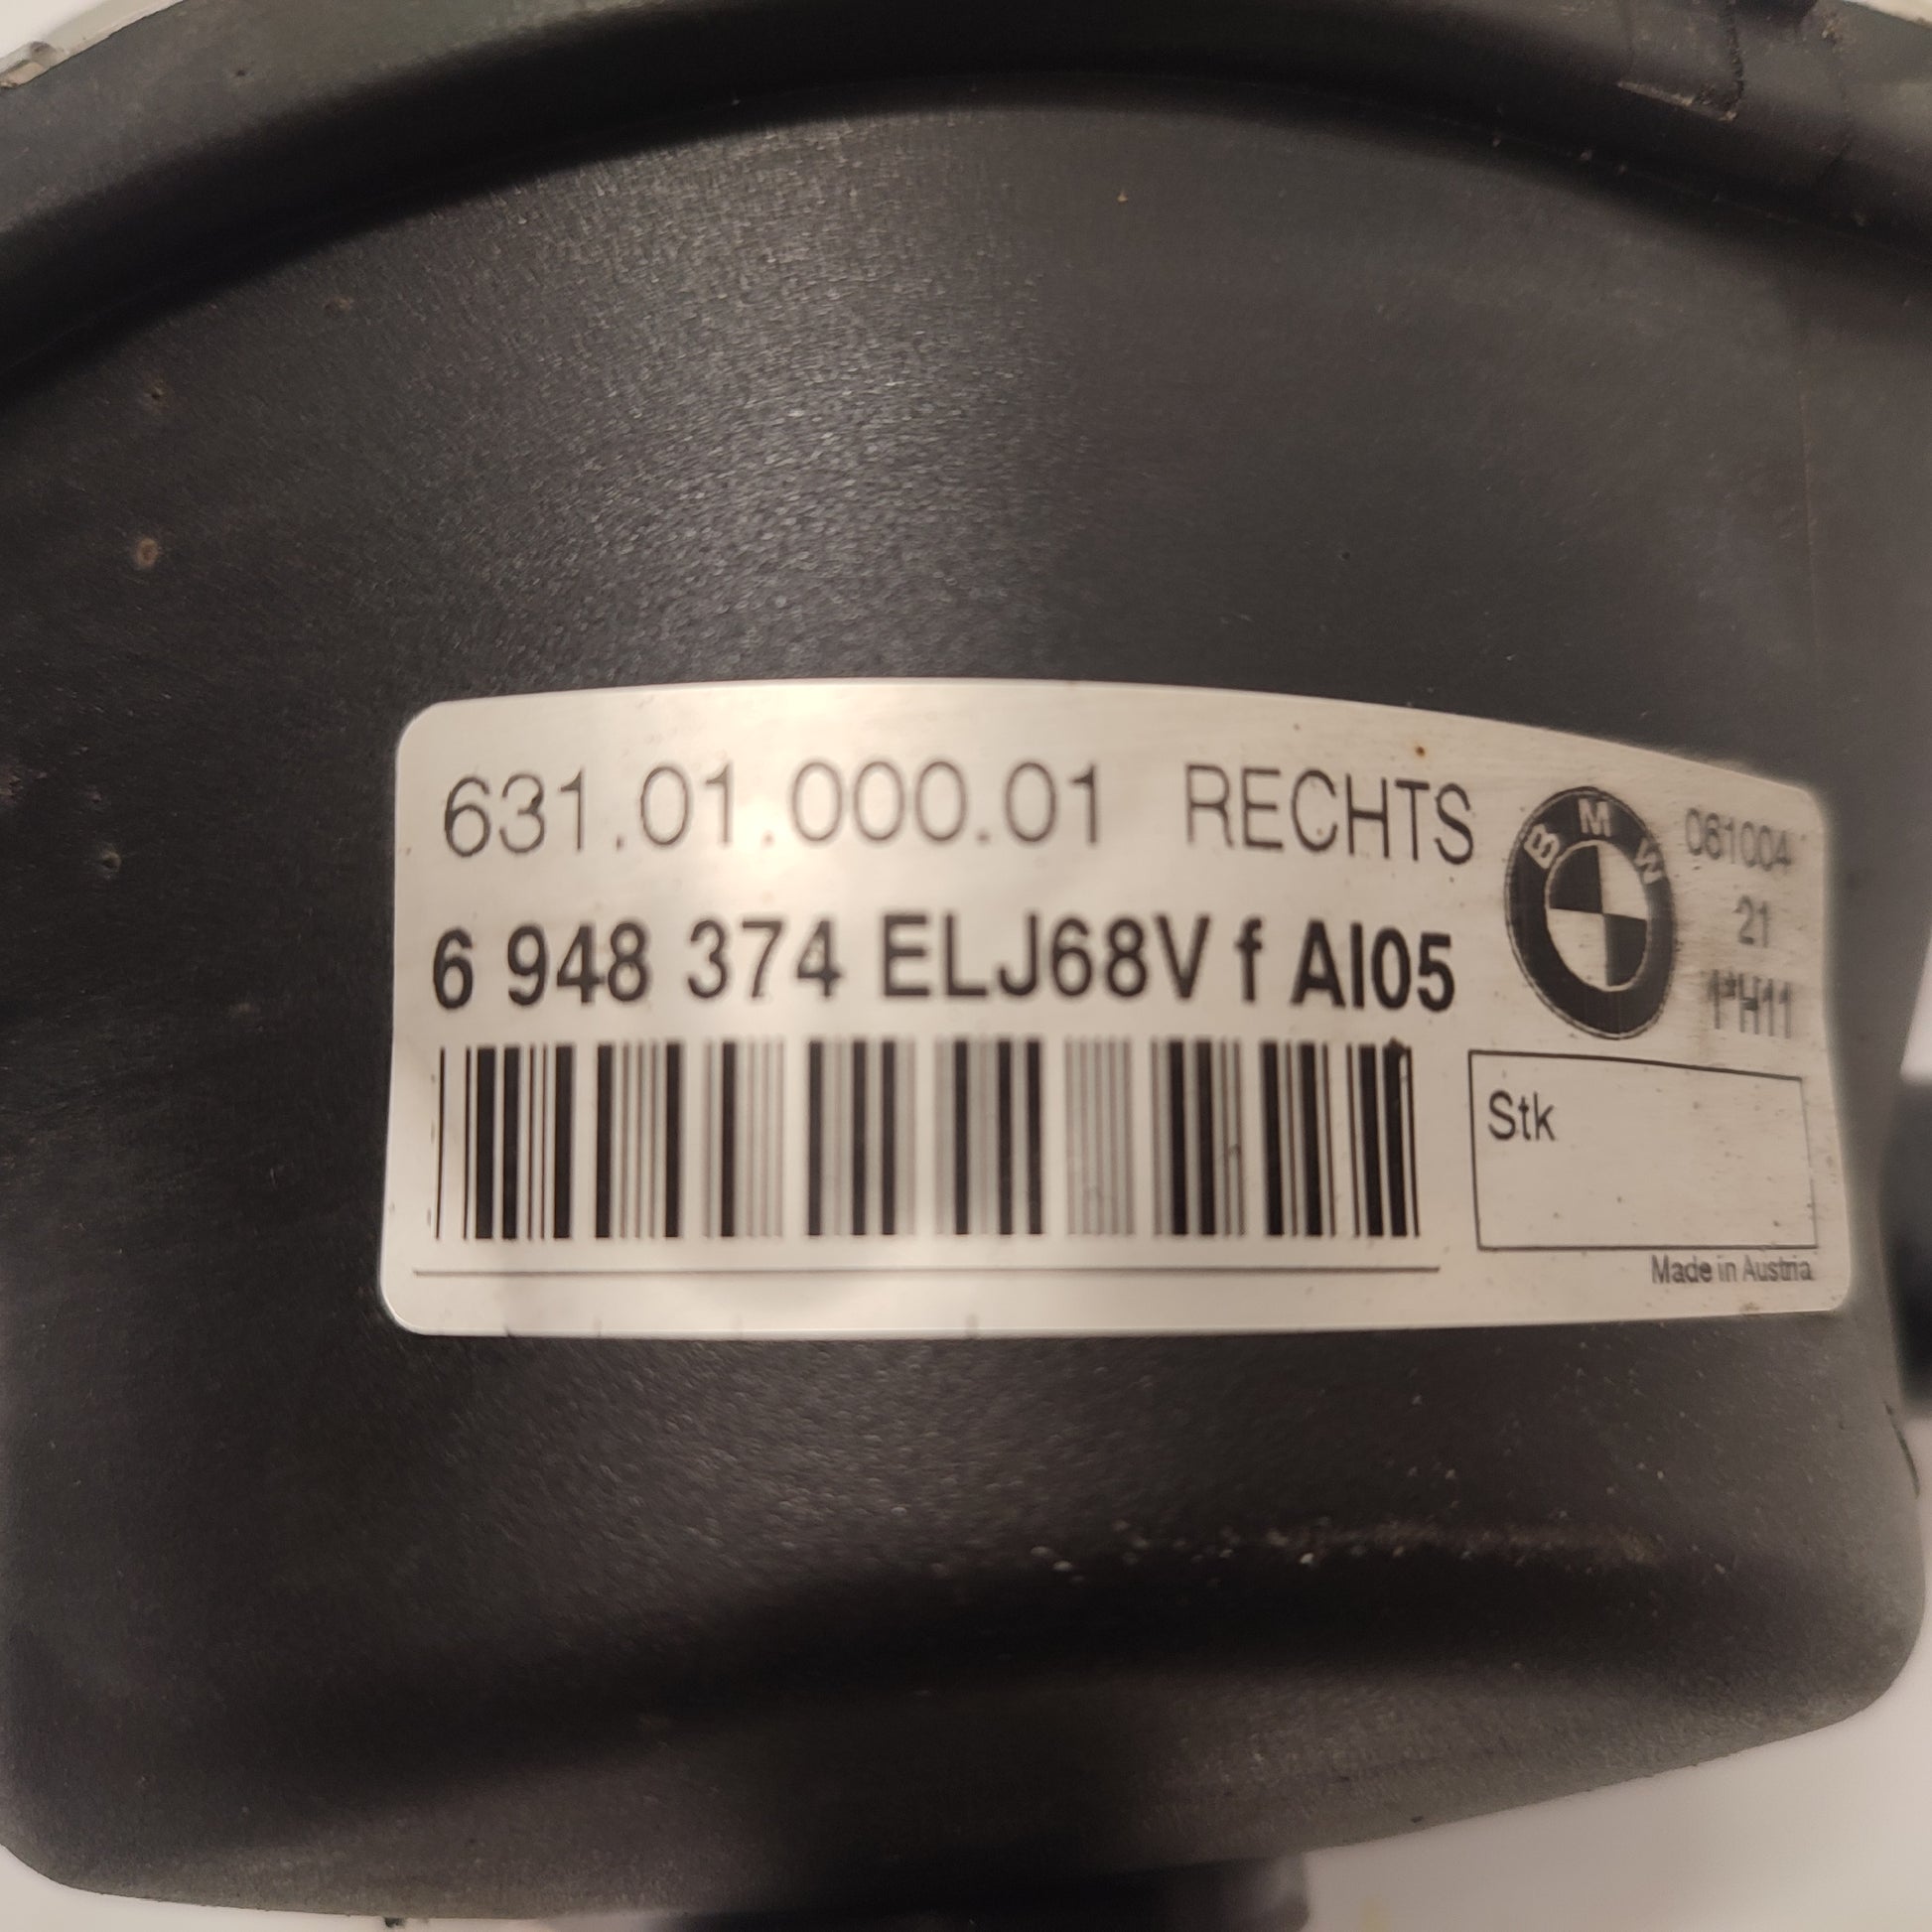 631.01.000.01 RECHTS
6 948 374 ELJ68V f AI05
BMW
061004
21
1*H11
Stk
Made in Austria